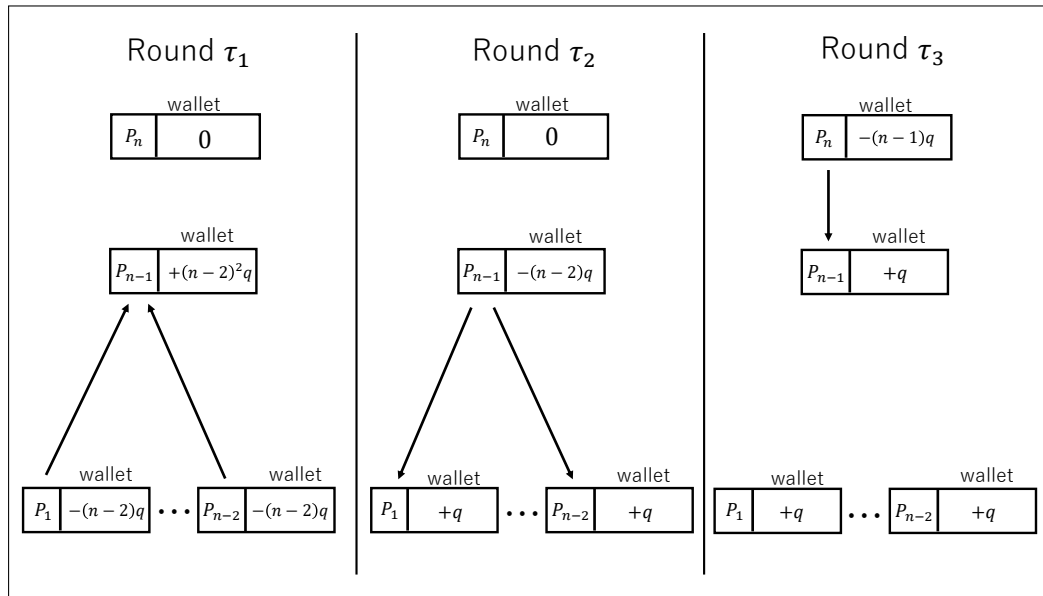 Round τ₁
wallet
Pₙ 0
wallet
Pₙ₋₁ +(n − 2)²q
wallet
P₁ −(n − 2)q
...
wallet
Pₙ₋₂ −(n − 2)q
Round τ₂
wallet
Pₙ 0
wallet
Pₙ₋₁ −(n − 2)q
wallet
P₁ +q
...
wallet
Pₙ₋₂ +q
Round τ₃
wallet
Pₙ −(n − 1)q
wallet
Pₙ₋₁ +q
wallet
P₁ +q
...
wallet
Pₙ₋₂ +q